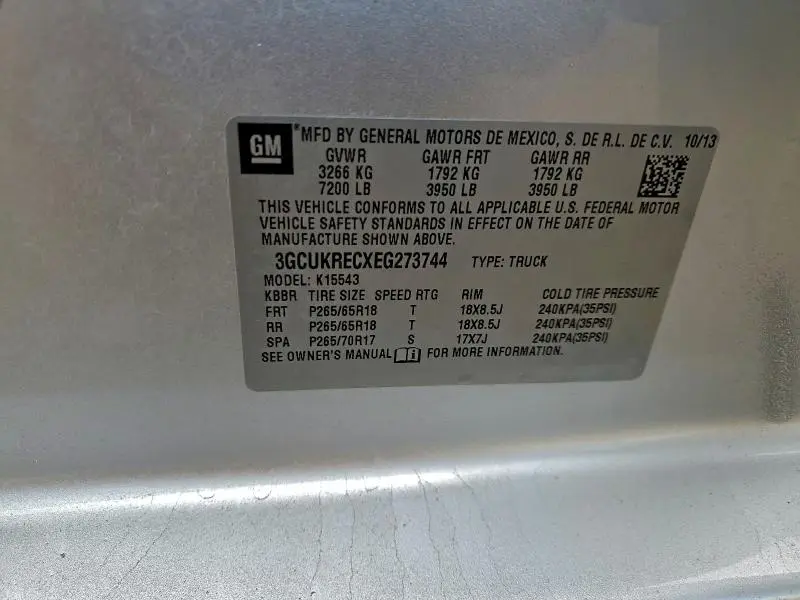 GM *MFD BY GENERAL MOTORS DE MEXICO, S. DE R.L. DE C.V. 10/13
GVWR GAWR FRT GAWR RR
3266 KG 1792 KG 1792 KG
7200 LB 3950 LB 3950 LB
THIS VEHICLE CONFORMS TO ALL APPLICABLE U.S. FEDERAL MOTOR
VEHICLE SAFETY STANDARDS IN EFFECT ON THE DATE OF
MANUFACTURE SHOWN ABOVE.
3GCUKRECXEG273744 TYPE: TRUCK
MODEL: K15543
KBBR TIRE SIZE SPEED RTG RIM COLD TIRE PRESSURE
FRT P265/65R18 T 18X8.5J 240KPA(35PSI)
RR P265/65R18 T 18X8.5J 240KPA(35PSI)
SPA P265/70R17 S 17X7J 240KPA(35PSI)
SEE OWNER'S MANUAL FOR MORE INFORMATION.